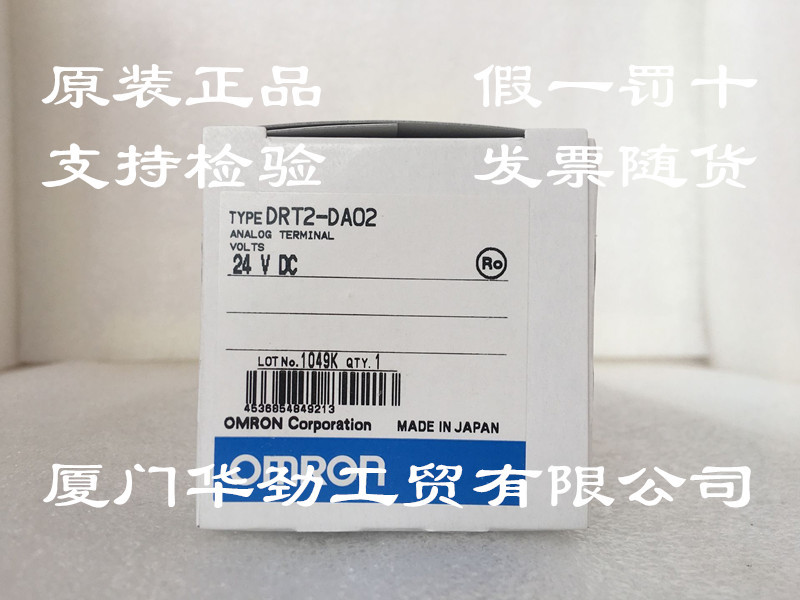 原装正品 假一罚十
支持检验 发票随货
TYPE DRT2-DA02
ANALOG TERMINAL
VOLTS
24 V DC
Ro
LOT No. 1049K QTY. 1
4536854849213
OMRON Corporation MADE IN JAPAN
OMRON
厦门华劲工贸有限公司